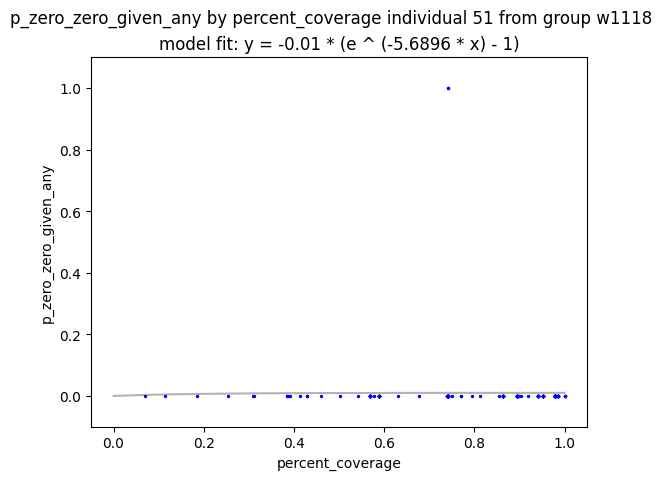 p_zero_zero_given_any by percent_coverage individual 51 from group w1118
model fit: y = -0.01 * (e ^ (-5.6896 * x) - 1)
1.0
0.8
0.6
0.4
0.2
0.0
p_zero_zero_given_any
0.0 0.2 0.4 0.6 0.8 1.0
percent_coverage